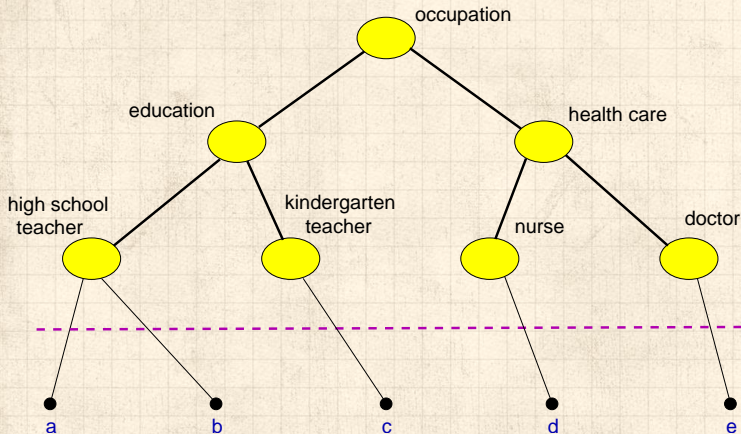 occupation
education
health care
high school
teacher
kindergarten
teacher
nurse
doctor
a
b
c
d
e